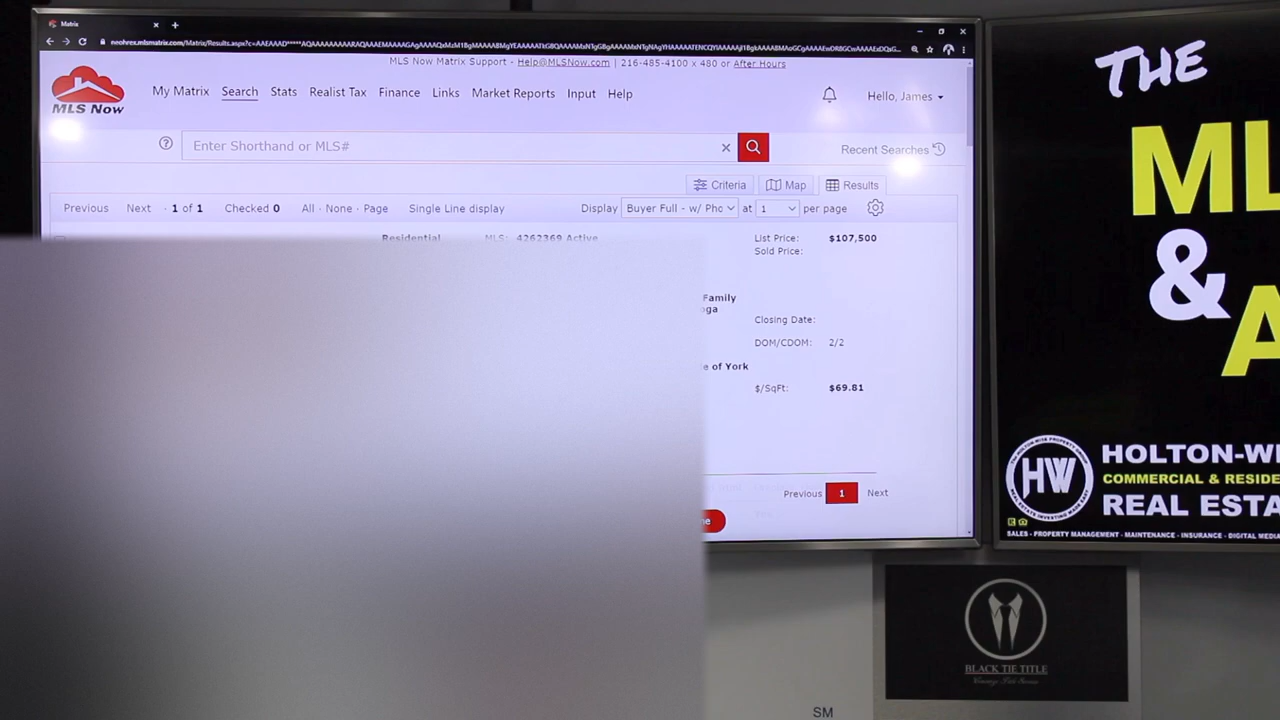 Matrix
MLS Now Matrix Support - Help@MLSNow.com | 216-485-4100 x 480 or After Hours
MLS Now
My Matrix Search Stats Realist Tax Finance Links Market Reports Input Help
Hello, James
Enter Shorthand or MLS#
Recent Searches
Criteria Map Results
Previous Next · 1 of 1 Checked 0 All · None · Page Single Line display Display Buyer Full - w/ Phc at 1 per page
Residential MLS: 4262369 Active List Price: $107,500
Sold Price:
Family
oga
Closing Date:
DOM/CDOM: 2/2
e of York
$/SqFt: $69.81
Previous 1 Next
ne
THE
ML
&
A
HW
HOLTON-WI
COMMERCIAL & RESIDE
REAL ESTA
SALES - PROPERTY MANAGEMENT - MAINTENANCE - INSURANCE - DIGITAL MEDIA
BLACK TIE TITLE
SM